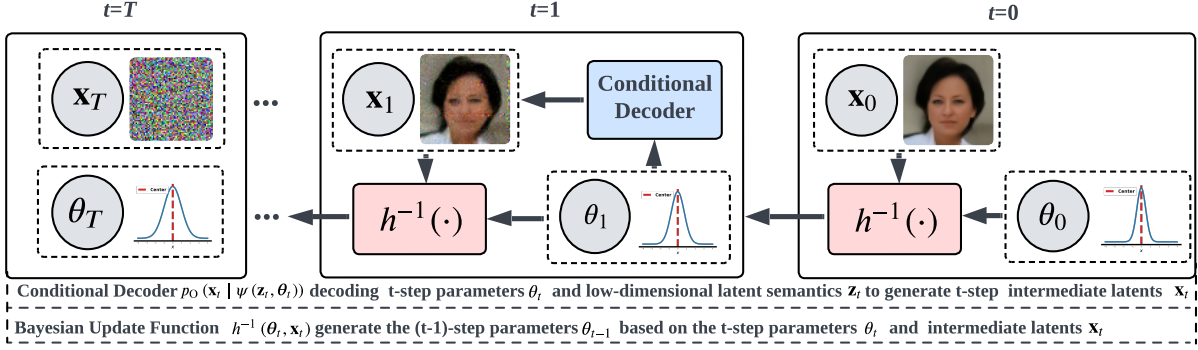 t=T
t=1
t=0
x_T
Center
θ_T
...
...
x_1
Conditional
Decoder
h^{-1}(·)
θ_1
Center
x_0
h^{-1}(·)
θ_0
Center
Conditional Decoder p_O(x_t | ψ(z_t, θ_t)) decoding t-step parameters θ_t and low-dimensional latent semantics z_t to generate t-step intermediate latents x_t
Bayesian Update Function h^{-1}(θ_t, x_t) generate the (t-1)-step parameters θ_{t-1} based on the t-step parameters θ_t and intermediate latents x_t